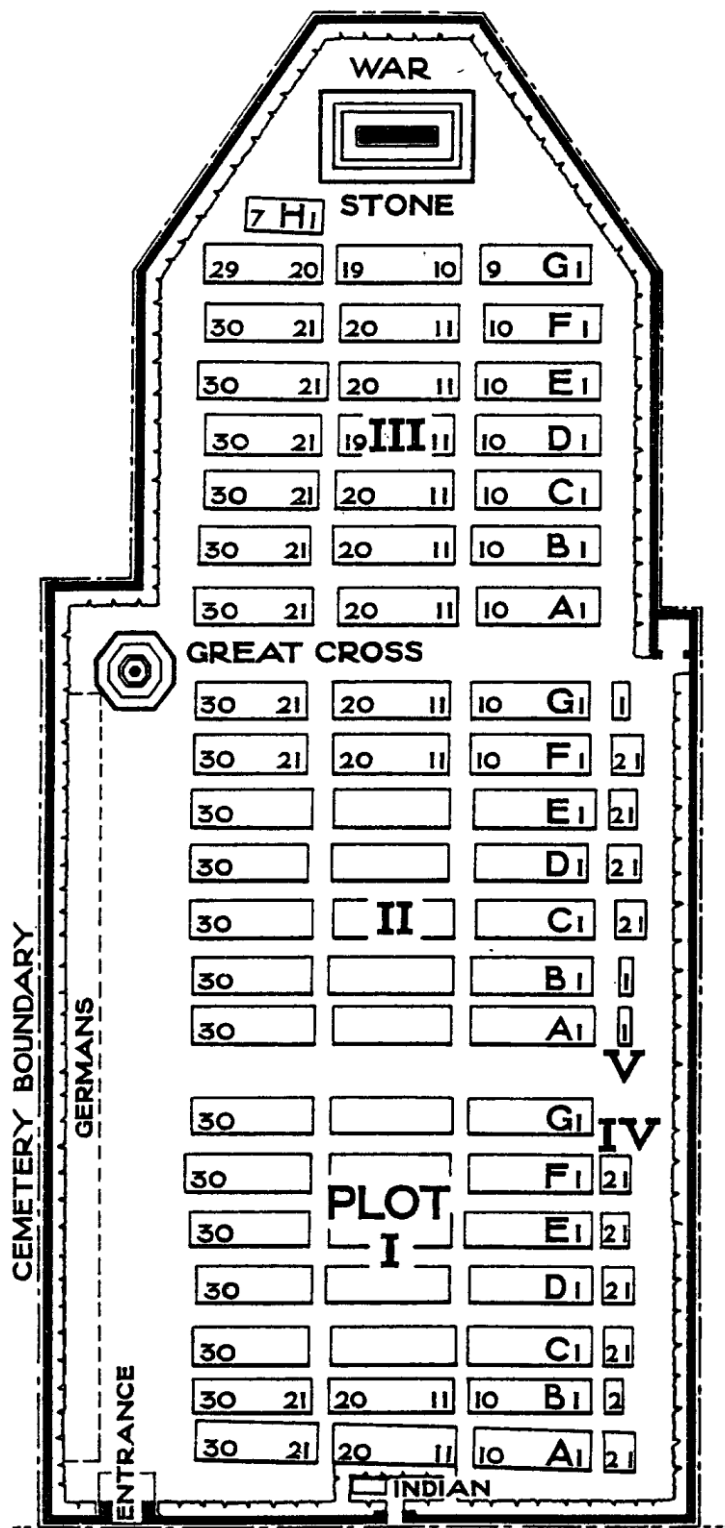 WAR
STONE
7 H1
29 20 19 10 9 G1
30 21 20 11 10 F1
30 21 20 11 10 E1
30 21 19 III 11 10 D1
30 21 20 11 10 C1
30 21 20 11 10 B1
30 21 20 11 10 A1
GREAT CROSS
30 21 20 11 10 G1 1
30 21 20 11 10 F1 21
30 E1 21
30 D1 21
30 II C1 21
30 B1 1
30 A1 1
V
CEMETERY BOUNDARY
GERMANS
30 G1 IV
30 F1 21
PLOT
I
30 E1 21
30 D1 21
30 C1 21
30 21 20 11 10 B1 2
30 21 20 11 10 A1 21
ENTRANCE
INDIAN